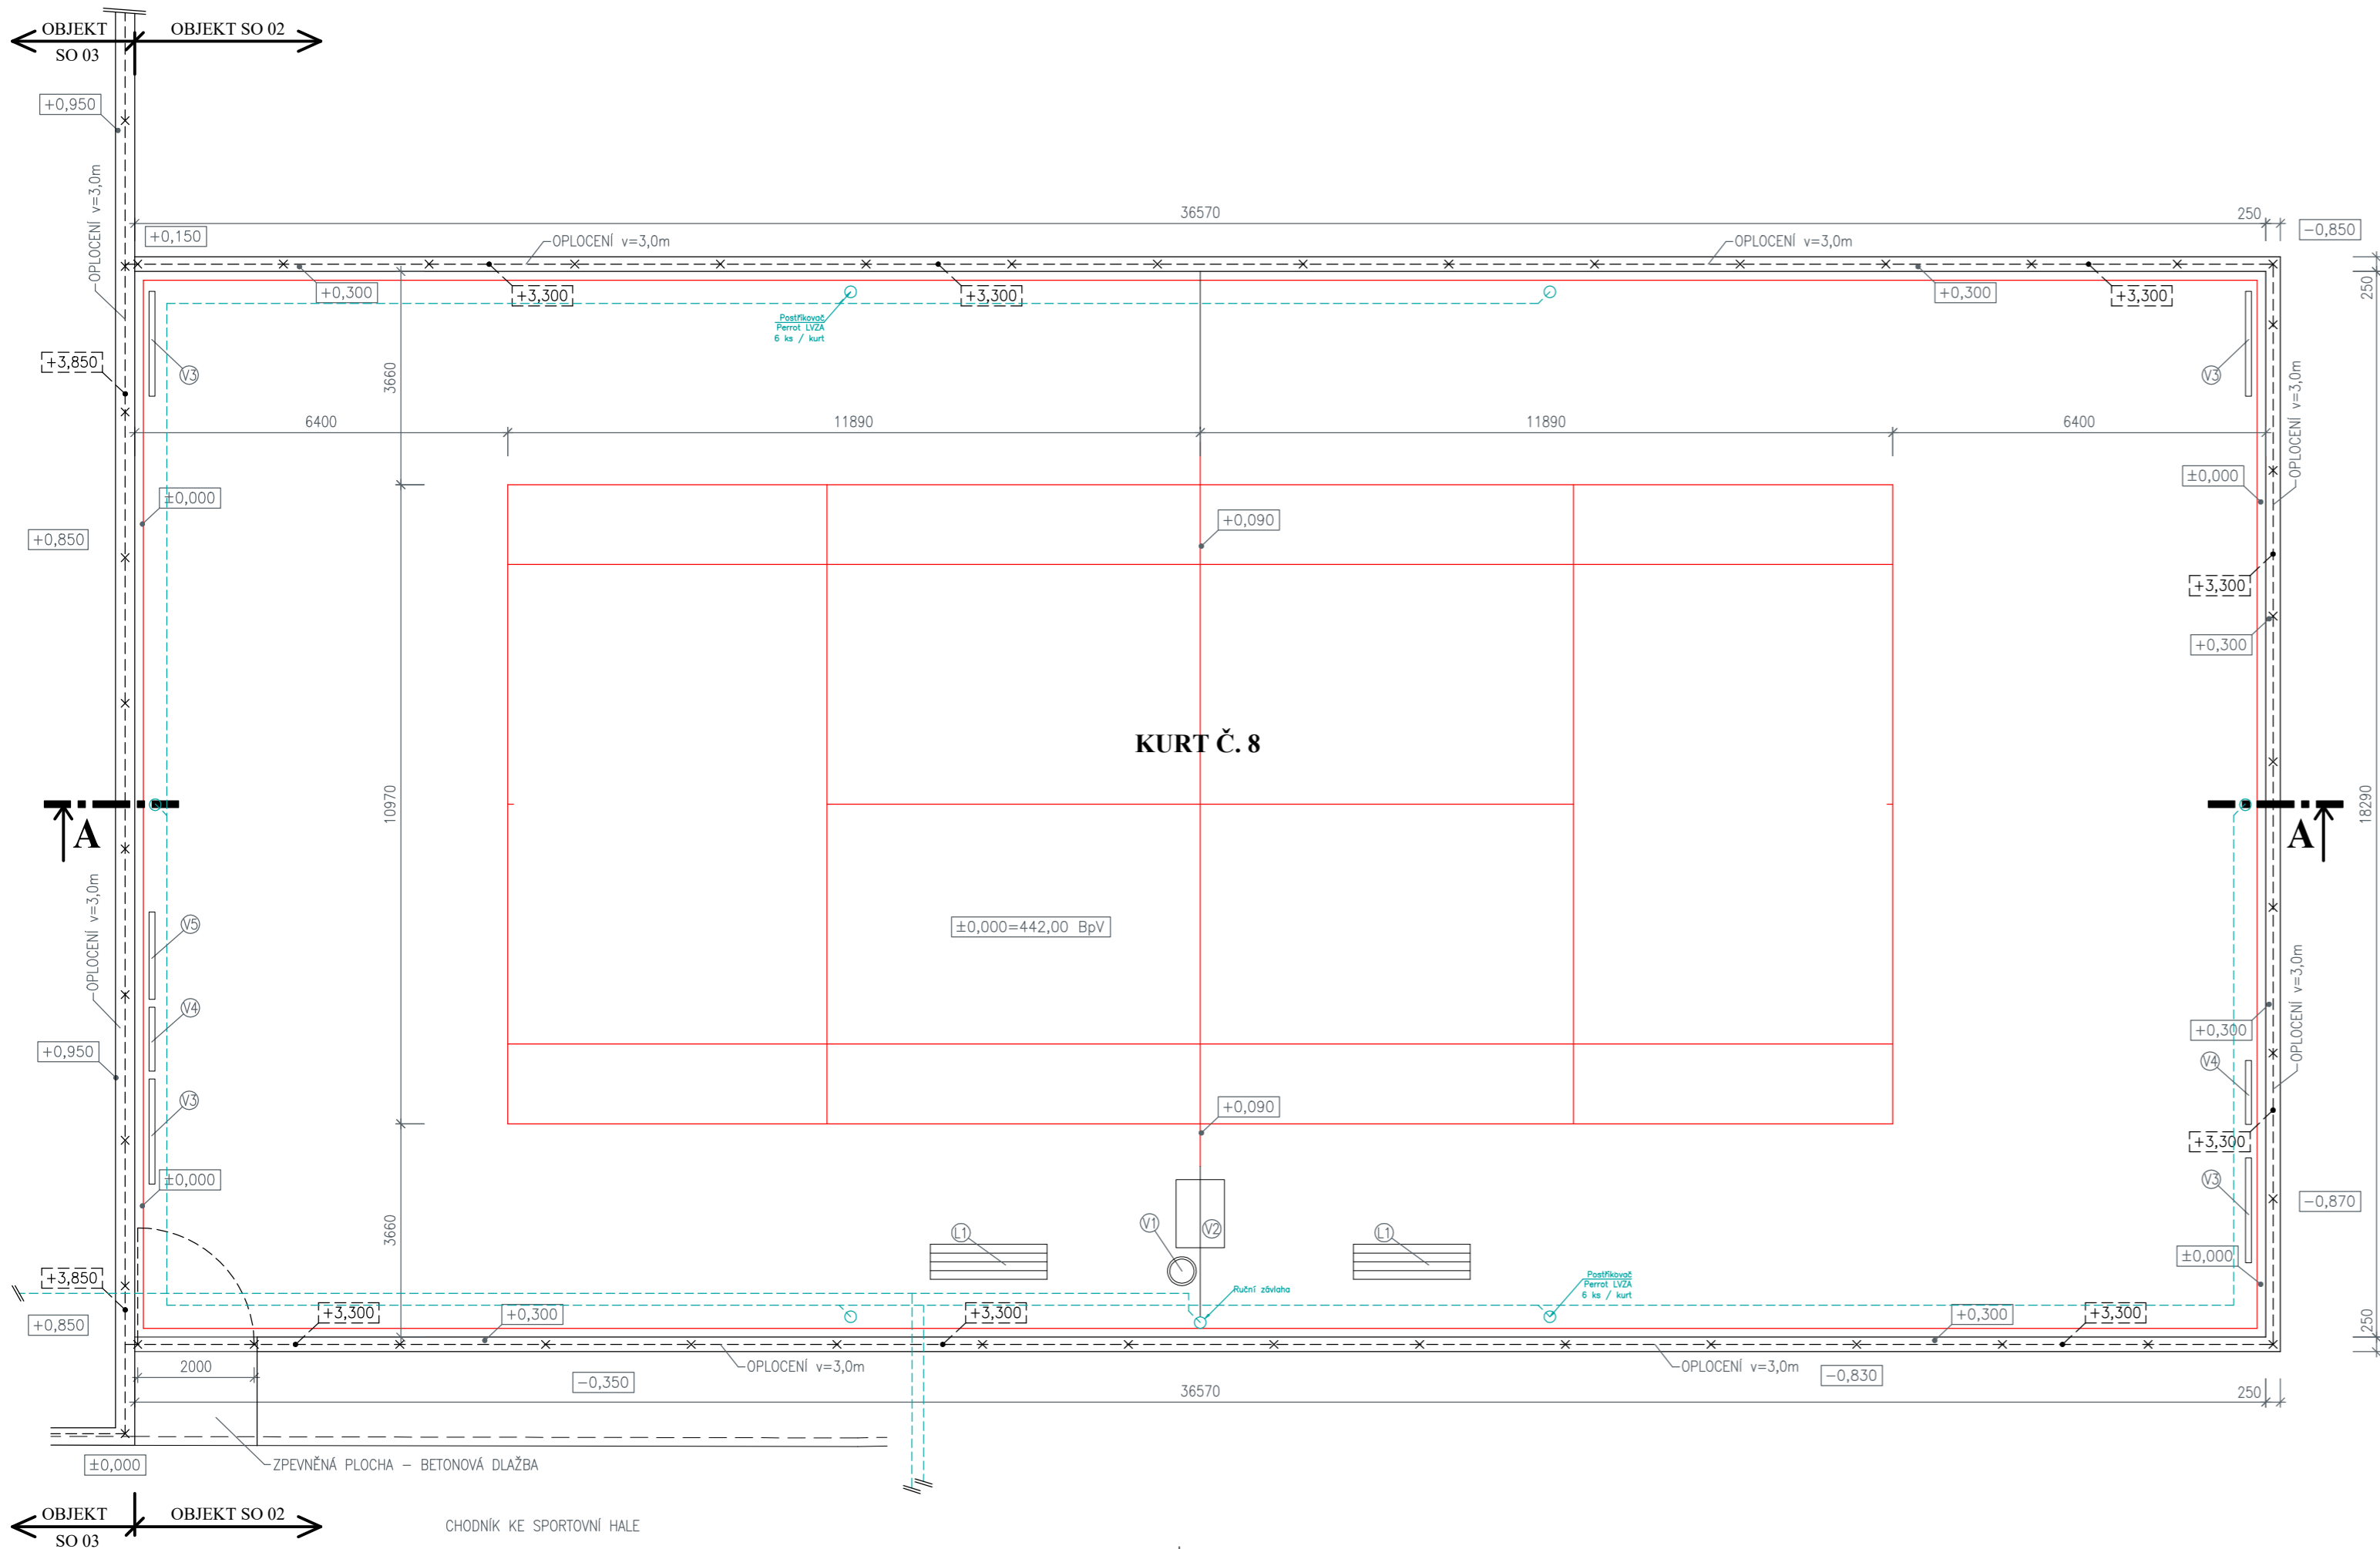 OBJEKT
SO 03
OBJEKT SO 02
+0,950
OPLOCENÍ v=3,0m
36570
250
-0,850
+0,150
OPLOCENÍ v=3,0m
OPLOCENÍ v=3,0m
250
+0,300
+3,300
+3,300
+0,300
+3,300
Postřikovač
Perrot LVZA
6 ks / kurt
+3,850
V3
3660
V3
OPLOCENÍ v=3,0m
6400
11890
11890
6400
±0,000
±0,000
+0,850
+0,090
+3,300
+0,300
KURT Č. 8
10970
18290
A
A
OPLOCENÍ v=3,0m
V5
±0,000=442,00 BpV
OPLOCENÍ v=3,0m
V4
+0,300
+0,950
V4
V3
+0,090
+3,300
±0,000
V3
-0,870
3660
L1
V1
V2
L1
±0,000
+3,850
Ruční závlaha
Postřikovač
Perrot LVZA
6 ks / kurt
+0,850
+3,300
+0,300
+3,300
+0,300
+3,300
250
2000
OPLOCENÍ v=3,0m
OPLOCENÍ v=3,0m
-0,350
-0,830
36570
250
±0,000
ZPEVNĚNÁ PLOCHA - BETONOVÁ DLAŽBA
OBJEKT
SO 03
OBJEKT SO 02
CHODNÍK KE SPORTOVNÍ HALE